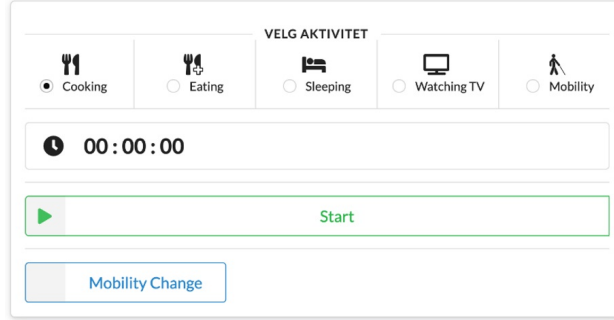 VELG AKTIVITET
Cooking Eating Sleeping Watching TV Mobility
00:00:00
Start
Mobility Change